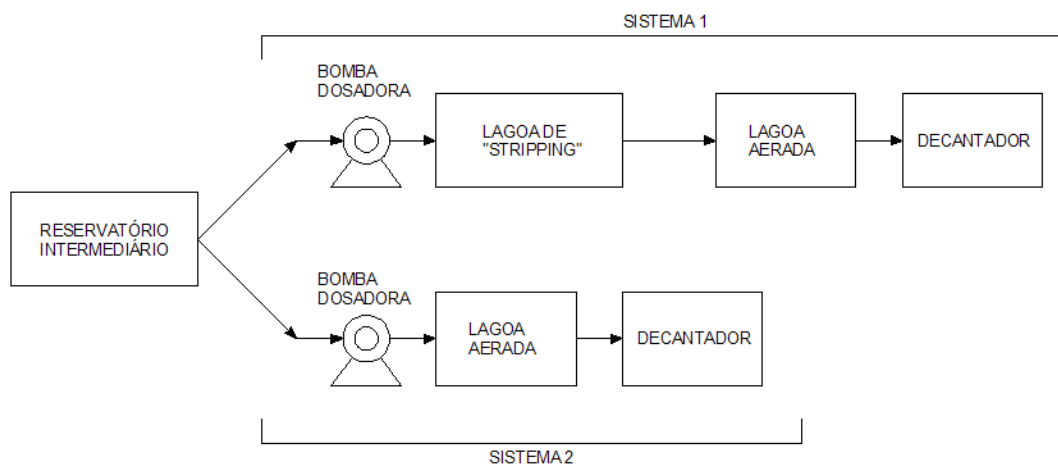 SISTEMA 1
BOMBA
DOSADORA
LAGOA DE
"STRIPPING"
LAGOA
AERADA
DECANTADOR
RESERVATÓRIO
INTERMEDIÁRIO
BOMBA
DOSADORA
LAGOA
AERADA
DECANTADOR
SISTEMA 2